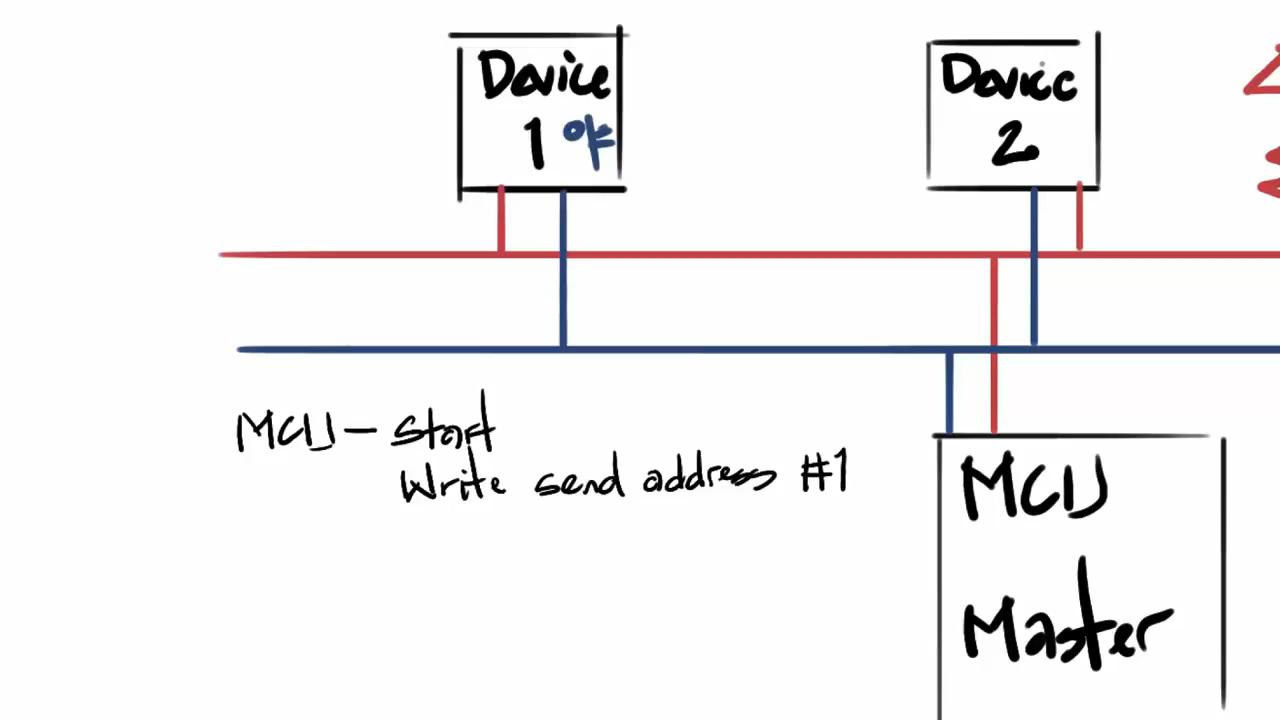 Device
1 ok
Device
2
MCU - Start
Write send address #1
MCU
Master